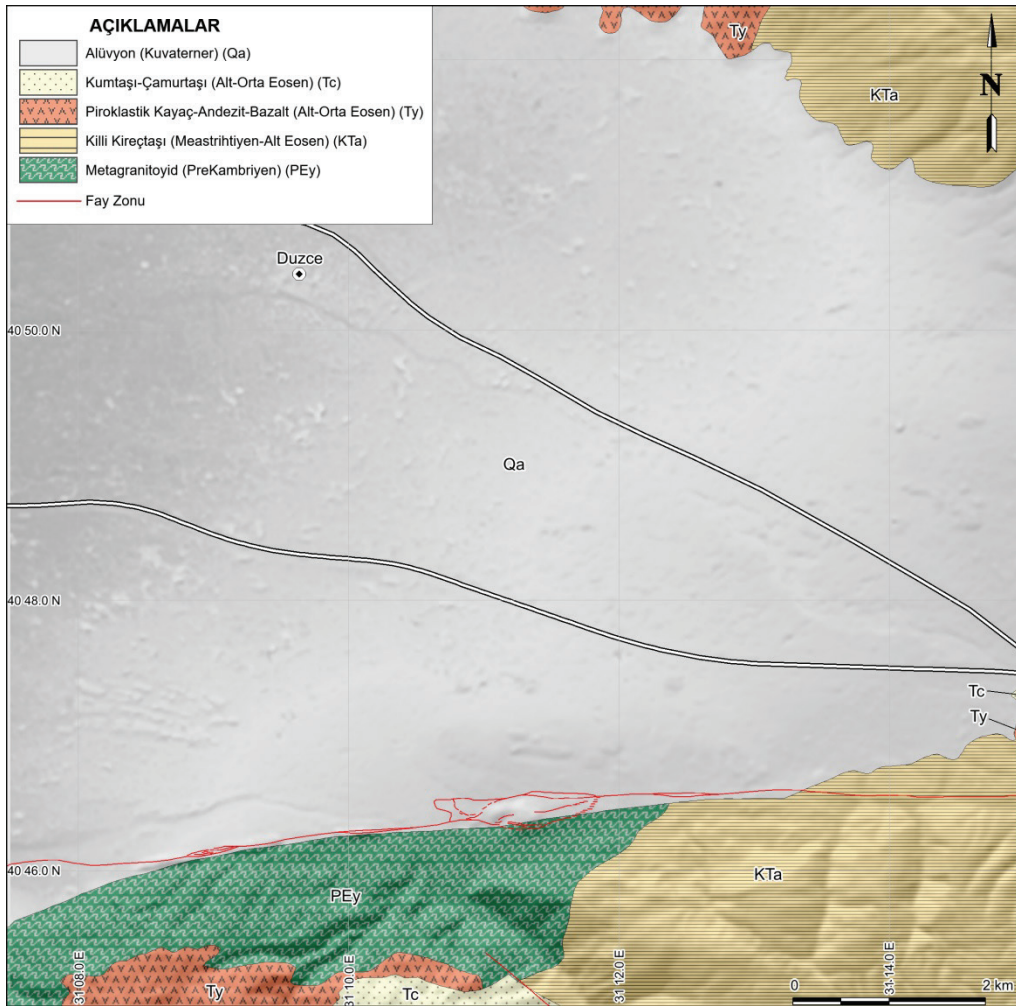 AÇIKLAMALAR
Alüvyon (Kuvaterner) (Qa)
Kumtaşı-Çamurtaşı (Alt-Orta Eosen) (Tc)
Piroklastik Kayaç-Andezit-Bazalt (Alt-Orta Eosen) (Ty)
Killi Kireçtaşı (Meastrihtiyen-Alt Eosen) (KTa)
Metagranitoyid (PreKambriyen) (PEy)
Fay Zonu
Ty
KTa
N
Duzce
40 50.0 N
Qa
40 48.0 N
Tc
Ty
40 46.0 N
PEy
KTa
Ty
Tc
31 08.0 E
31 10.0 E
31 12.0 E
31 14.0 E
0 2 km